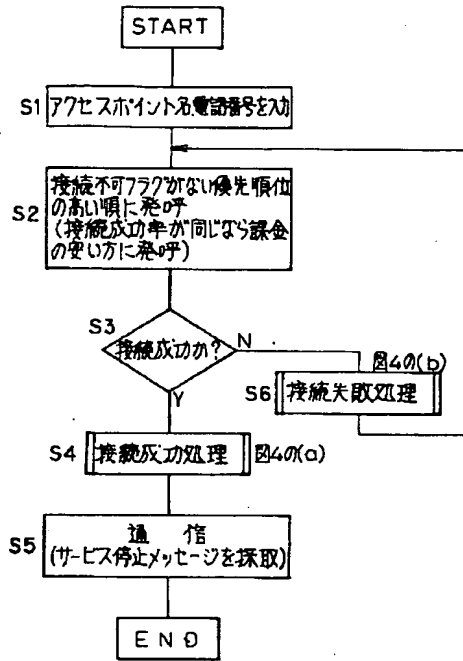 START
S1 アクセスポイント名,電話番号を入力
S2 接続不可フラグがない優先順位
の高い順に発呼
(接続成功率が同じなら課金
の安い方に発呼)
S3 接続成功か?
N
Y
図4の(b)
S6 接続失敗処理
S4 接続成功処理 図4の(a)
S5 通信
(サービス停止メッセージを採取)
END